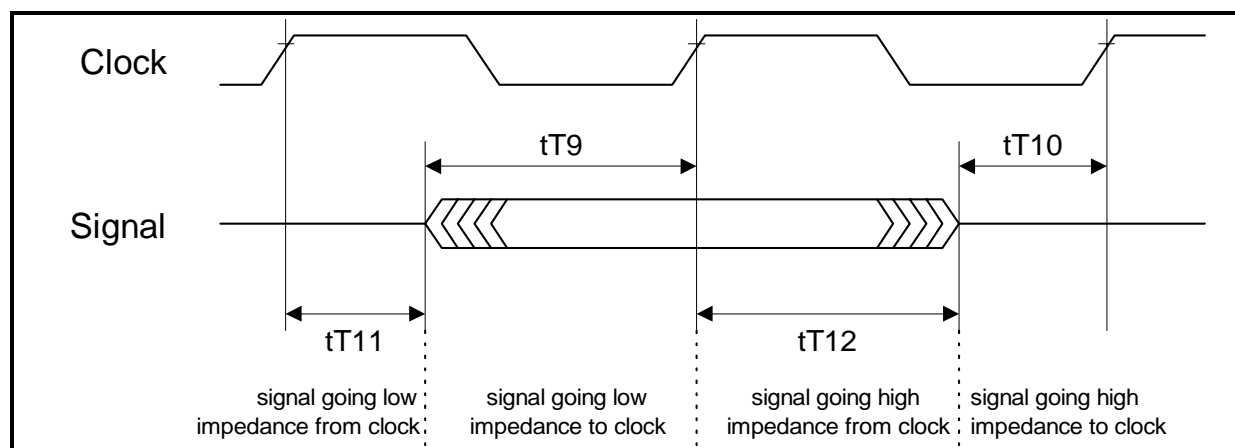 Clock
tT9
tT10
Signal
tT11
tT12
signal going low
impedance from clock
signal going low
impedance to clock
signal going high
impedance from clock
signal going high
impedance to clock